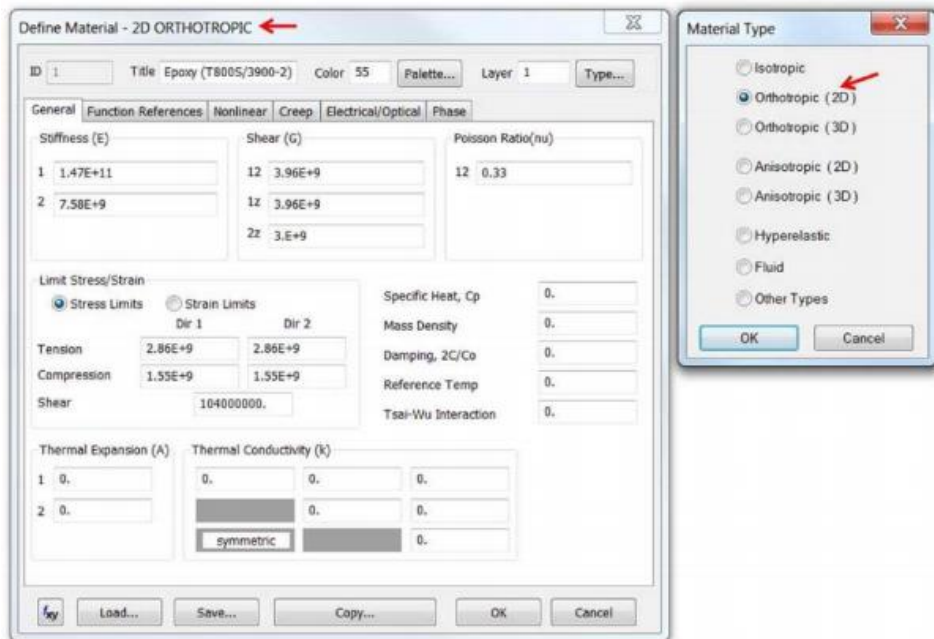 Define Material - 2D ORTHOTROPIC
ID 1 Title Epoxy (T800S/3900-2) Color 55 Palette... Layer 1 Type...
General Function References Nonlinear Creep Electrical/Optical Phase
Stiffness (E) Shear (G) Poisson Ratio(nu)
1 1.47E+11 12 3.96E+9 12 0.33
2 7.58E+9 1z 3.96E+9
2z 3.E+9
Limit Stress/Strain
Stress Limits Strain Limits
Dir 1 Dir 2
Tension 2.86E+9 2.86E+9
Compression 1.55E+9 1.55E+9
Shear 104000000.
Specific Heat, Cp 0.
Mass Density 0.
Damping, 2C/Co 0.
Reference Temp 0.
Tsai-Wu Interaction 0.
Thermal Expansion (A) Thermal Conductivity (k)
1 0. 0. 0. 0.
2 0. 0. 0.
symmetric 0.
fxy Load... Save... Copy... OK Cancel
Material Type
Isotropic
Orthotropic (2D)
Orthotropic (3D)
Anisotropic (2D)
Anisotropic (3D)
Hyperelastic
Fluid
Other Types
OK Cancel